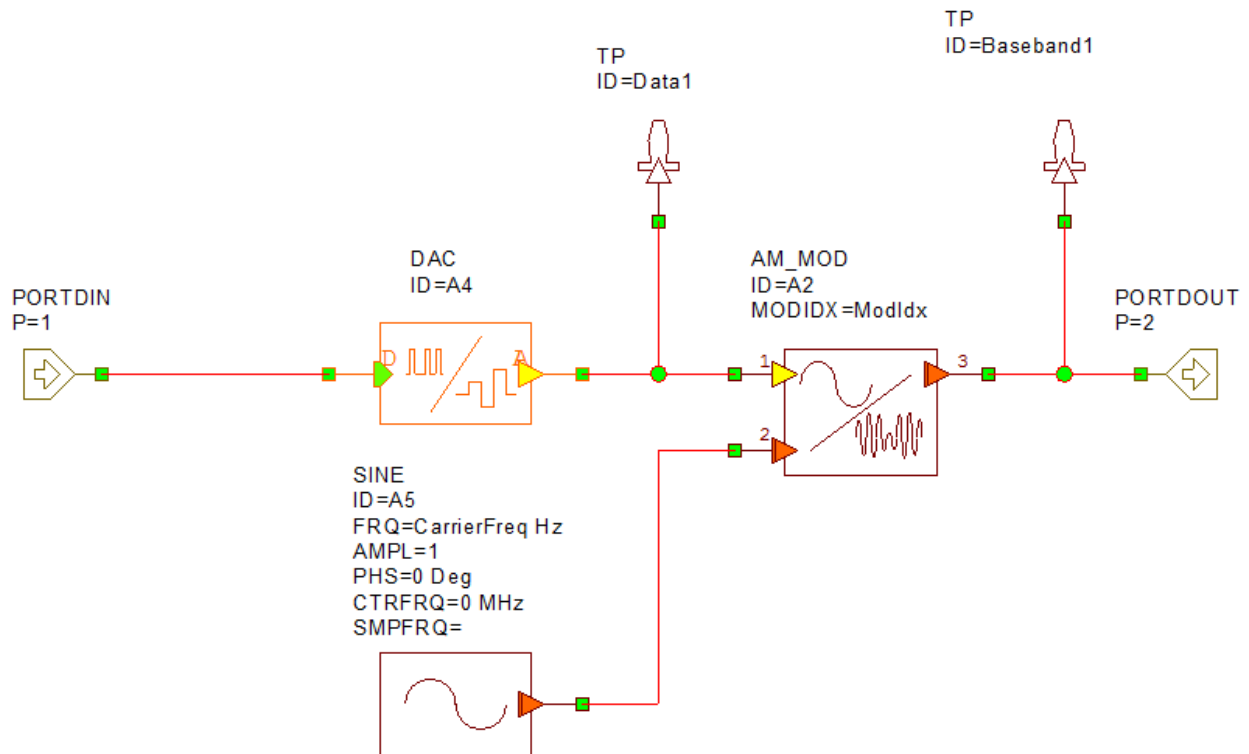 TP
ID=Baseband1
TP
ID=Data1
DAC
ID=A4
AM_MOD
ID=A2
MODIDX=ModIdx
PORTDIN
P=1
PORTDOUT
P=2
D
A
1
3
2
SINE
ID=A5
FRQ=CarrierFreq Hz
AMPL=1
PHS=0 Deg
CTRFRQ=0 MHz
SMPFRQ=